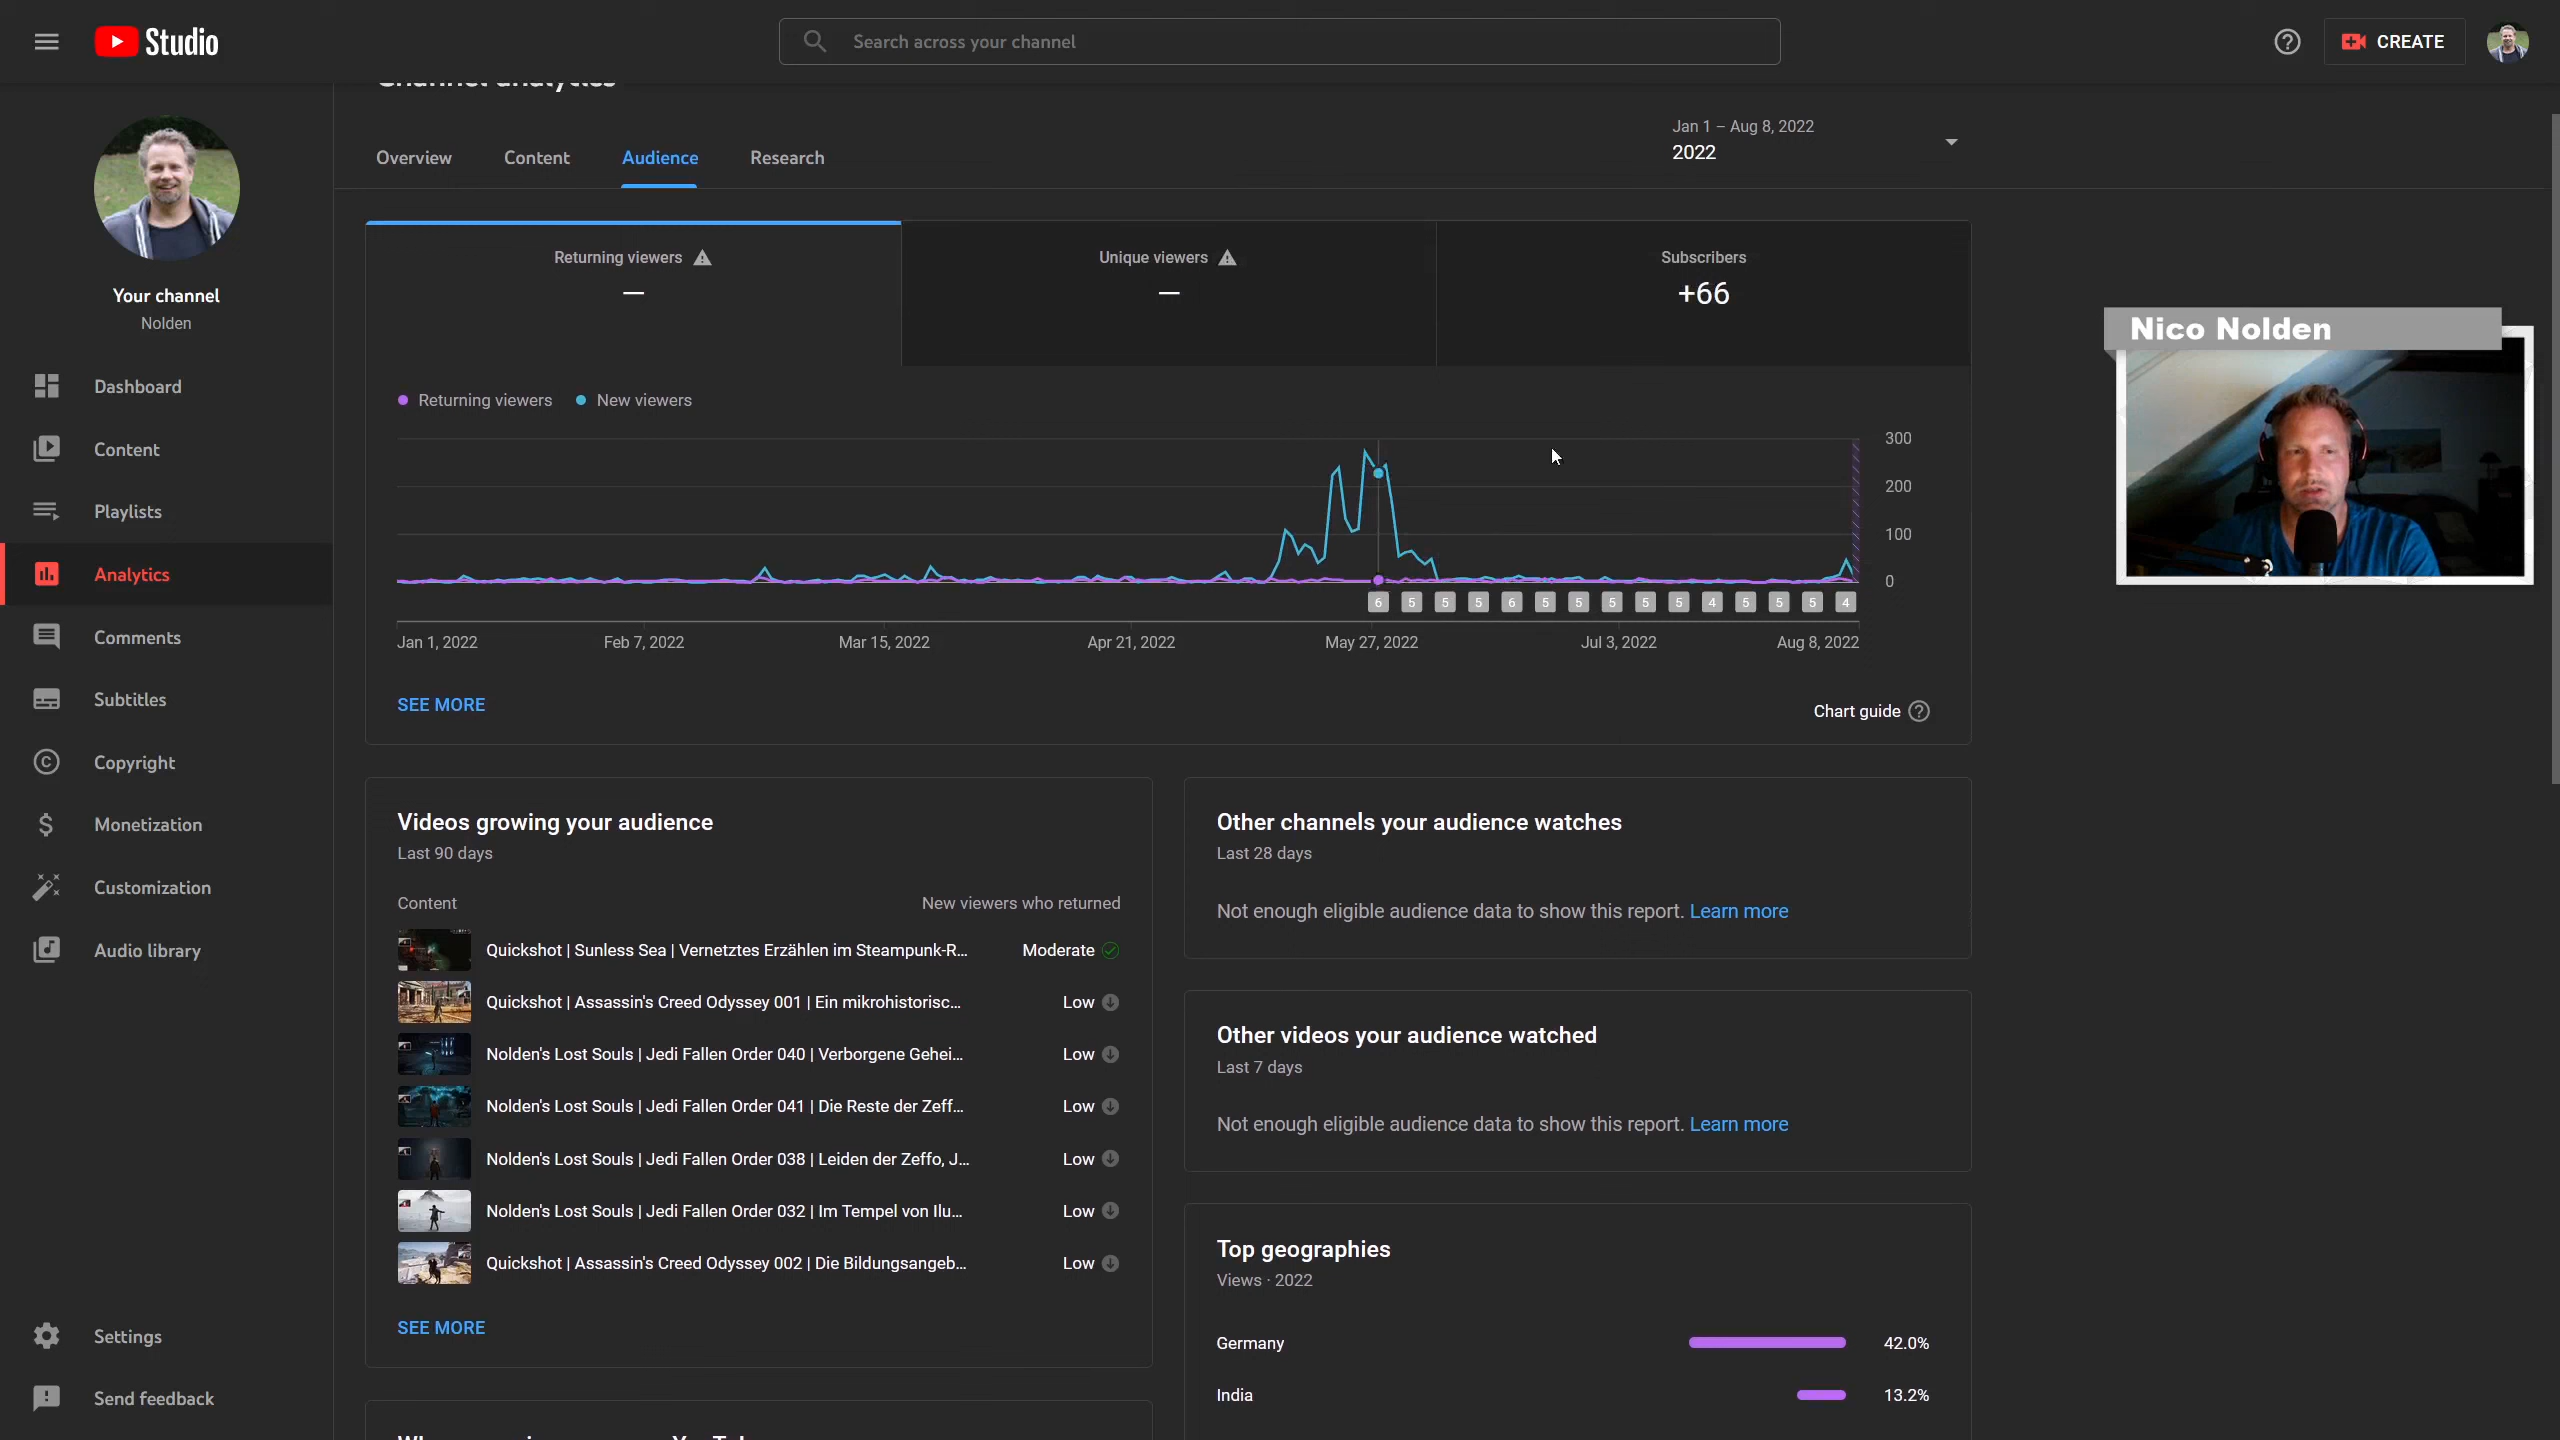 Studio
Search across your channel
CREATE
Channel analytics
Jan 1 – Aug 8, 2022
2022
Overview
Content
Audience
Research
Your channel
Nolden
Dashboard
Content
Playlists
Analytics
Comments
Subtitles
Copyright
Monetization
Customization
Audio library
Settings
Send feedback
Returning viewers
—
Unique viewers
—
Subscribers
+66
Nico Nolden
Returning viewers
New viewers
300
200
100
0
6 5 5 5 6 5 5 5 5 5 4 5 5 5 4
Jan 1, 2022
Feb 7, 2022
Mar 15, 2022
Apr 21, 2022
May 27, 2022
Jul 3, 2022
Aug 8, 2022
SEE MORE
Chart guide
Videos growing your audience
Last 90 days
Content
New viewers who returned
Quickshot | Sunless Sea | Vernetztes Erzählen im Steampunk-R... Moderate
Quickshot | Assassin's Creed Odyssey 001 | Ein mikrohistorisc... Low
Nolden's Lost Souls | Jedi Fallen Order 040 | Verborgene Gehei... Low
Nolden's Lost Souls | Jedi Fallen Order 041 | Die Reste der Zeff... Low
Nolden's Lost Souls | Jedi Fallen Order 038 | Leiden der Zeffo, J... Low
Nolden's Lost Souls | Jedi Fallen Order 032 | Im Tempel von Ilu... Low
Quickshot | Assassin's Creed Odyssey 002 | Die Bildungsangeb... Low
SEE MORE
Other channels your audience watches
Last 28 days
Not enough eligible audience data to show this report. Learn more
Other videos your audience watched
Last 7 days
Not enough eligible audience data to show this report. Learn more
Top geographies
Views · 2022
Germany 42.0%
India 13.2%